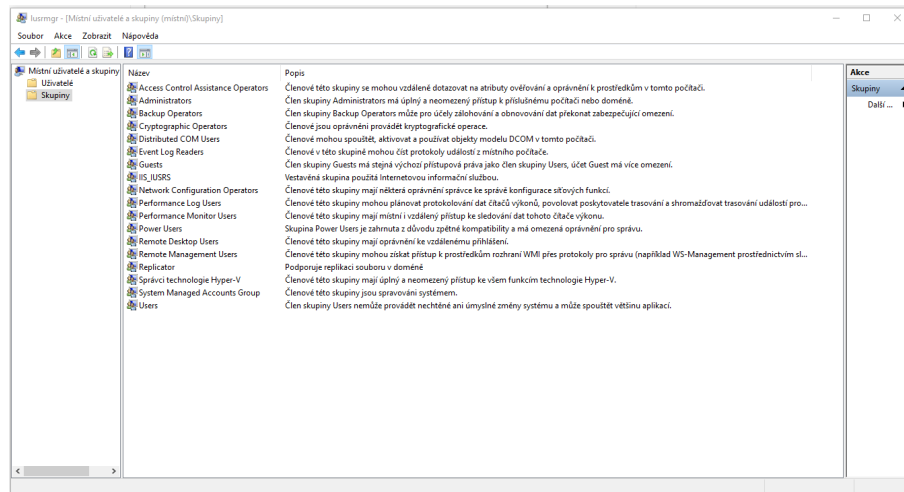 lusrmgr - [Místní uživatelé a skupiny (místní)\Skupiny]
Soubor Akce Zobrazit Nápověda
Místní uživatelé a skupiny
Uživatelé
Skupiny
Název Popis
Access Control Assistance Operators Členové této skupiny se mohou vzdáleně dotazovat na atributy ověřování a oprávnění k prostředkům v tomto počítači.
Administrators Člen skupiny Administrators má úplný a neomezený přístup k příslušnému počítači nebo doméně.
Backup Operators Člen skupiny Backup Operators může pro účely zálohování a obnovování dat překonat zabezpečující omezení.
Cryptographic Operators Členové jsou oprávněni provádět kryptografické operace.
Distributed COM Users Členové mohou spouštět, aktivovat a používat objekty modelu DCOM v tomto počítači.
Event Log Readers Členové v této skupině mohou číst protokoly událostí z místního počítače.
Guests Člen skupiny Guests má stejná výchozí přístupová práva jako člen skupiny Users, účet Guest má více omezení.
IIS_IUSRS Vestavěná skupina použitá Internetovou informační službou.
Network Configuration Operators Členové této skupiny mají některá oprávnění správce ke správě konfigurace síťových funkcí.
Performance Log Users Členové této skupiny mohou plánovat protokolování dat čítačů výkonů, povolovat poskytovatele trasování a shromažďovat trasování událostí pro...
Performance Monitor Users Členové této skupiny mají místní i vzdálený přístup ke sledování dat tohoto čítače výkonu.
Power Users Skupina Power Users je zahrnuta z důvodu zpětné kompatibility a má omezená oprávnění pro správu.
Remote Desktop Users Členové této skupiny mají oprávnění ke vzdálenému přihlášení.
Remote Management Users Členové této skupiny mohou získat přístup k prostředkům rozhraní WMI přes protokoly pro správu (například WS-Management prostřednictvím sl...
Replicator Podporuje replikaci souboru v doméně
Správci technologie Hyper-V Členové této skupiny mají úplný a neomezený přístup ke všem funkcím technologie Hyper-V.
System Managed Accounts Group Členové této skupiny jsou spravováni systémem.
Users Člen skupiny Users nemůže provádět nechtěné ani úmyslné změny systému a může spouštět většinu aplikací.
Akce
Skupiny
Další ...